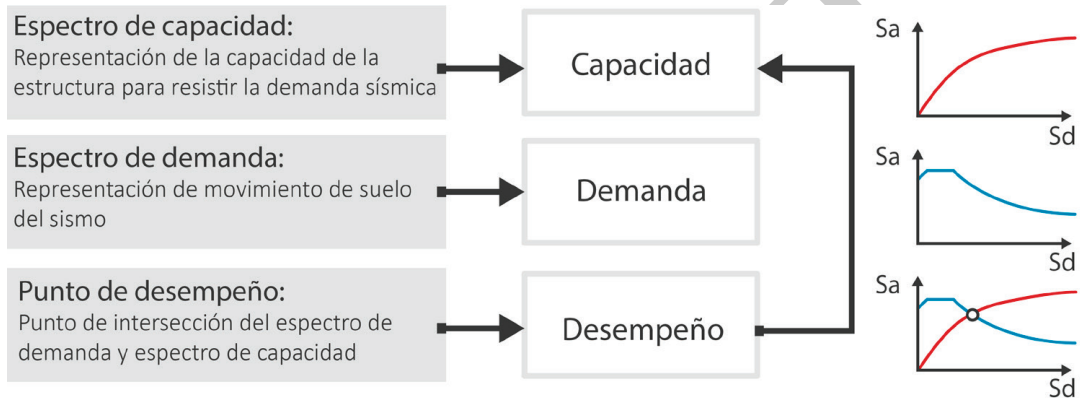 Espectro de capacidad:
Representación de la capacidad de la
estructura para resistir la demanda sísmica
Capacidad
Sa
Sd
Espectro de demanda:
Representación de movimiento de suelo
del sismo
Demanda
Sa
Sd
Punto de desempeño:
Punto de intersección del espectro de
demanda y espectro de capacidad
Desempeño
Sa
Sd